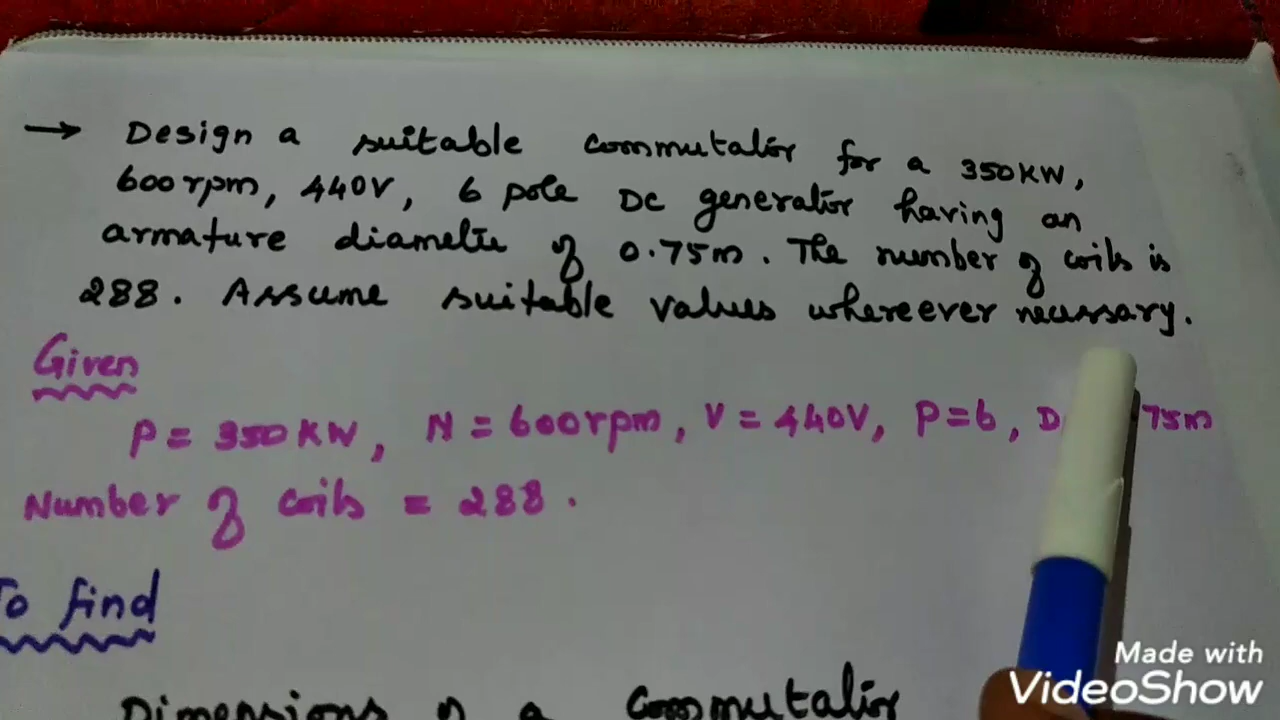 → Design a suitable commutator for a 350KW,
600rpm, 440V, 6 pole DC generator having an
armature diameter of 0.75m. The number of coils is
288. Assume suitable values whereever necessary.
Given
P = 350KW, N = 600rpm, V = 440V, P=6, D 75m
Number of coils = 288.
To find
Dimensions of a commutator
Made with
VideoShow